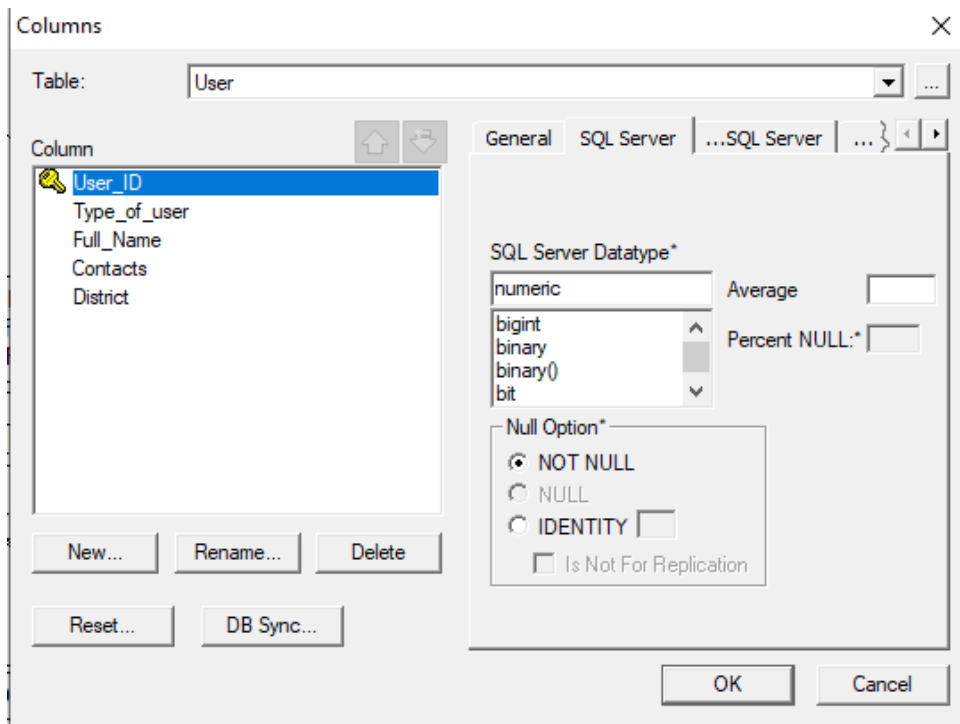 Columns
Table:
User
...
Column
User_ID
Type_of_user
Full_Name
Contacts
District
New...
Rename...
Delete
Reset...
DB Sync...
General
SQL Server
...SQL Server
...
SQL Server Datatype*
numeric
bigint
binary
binary()
bit
Average
Percent NULL:*
Null Option*
NOT NULL
NULL
IDENTITY
Is Not For Replication
OK
Cancel